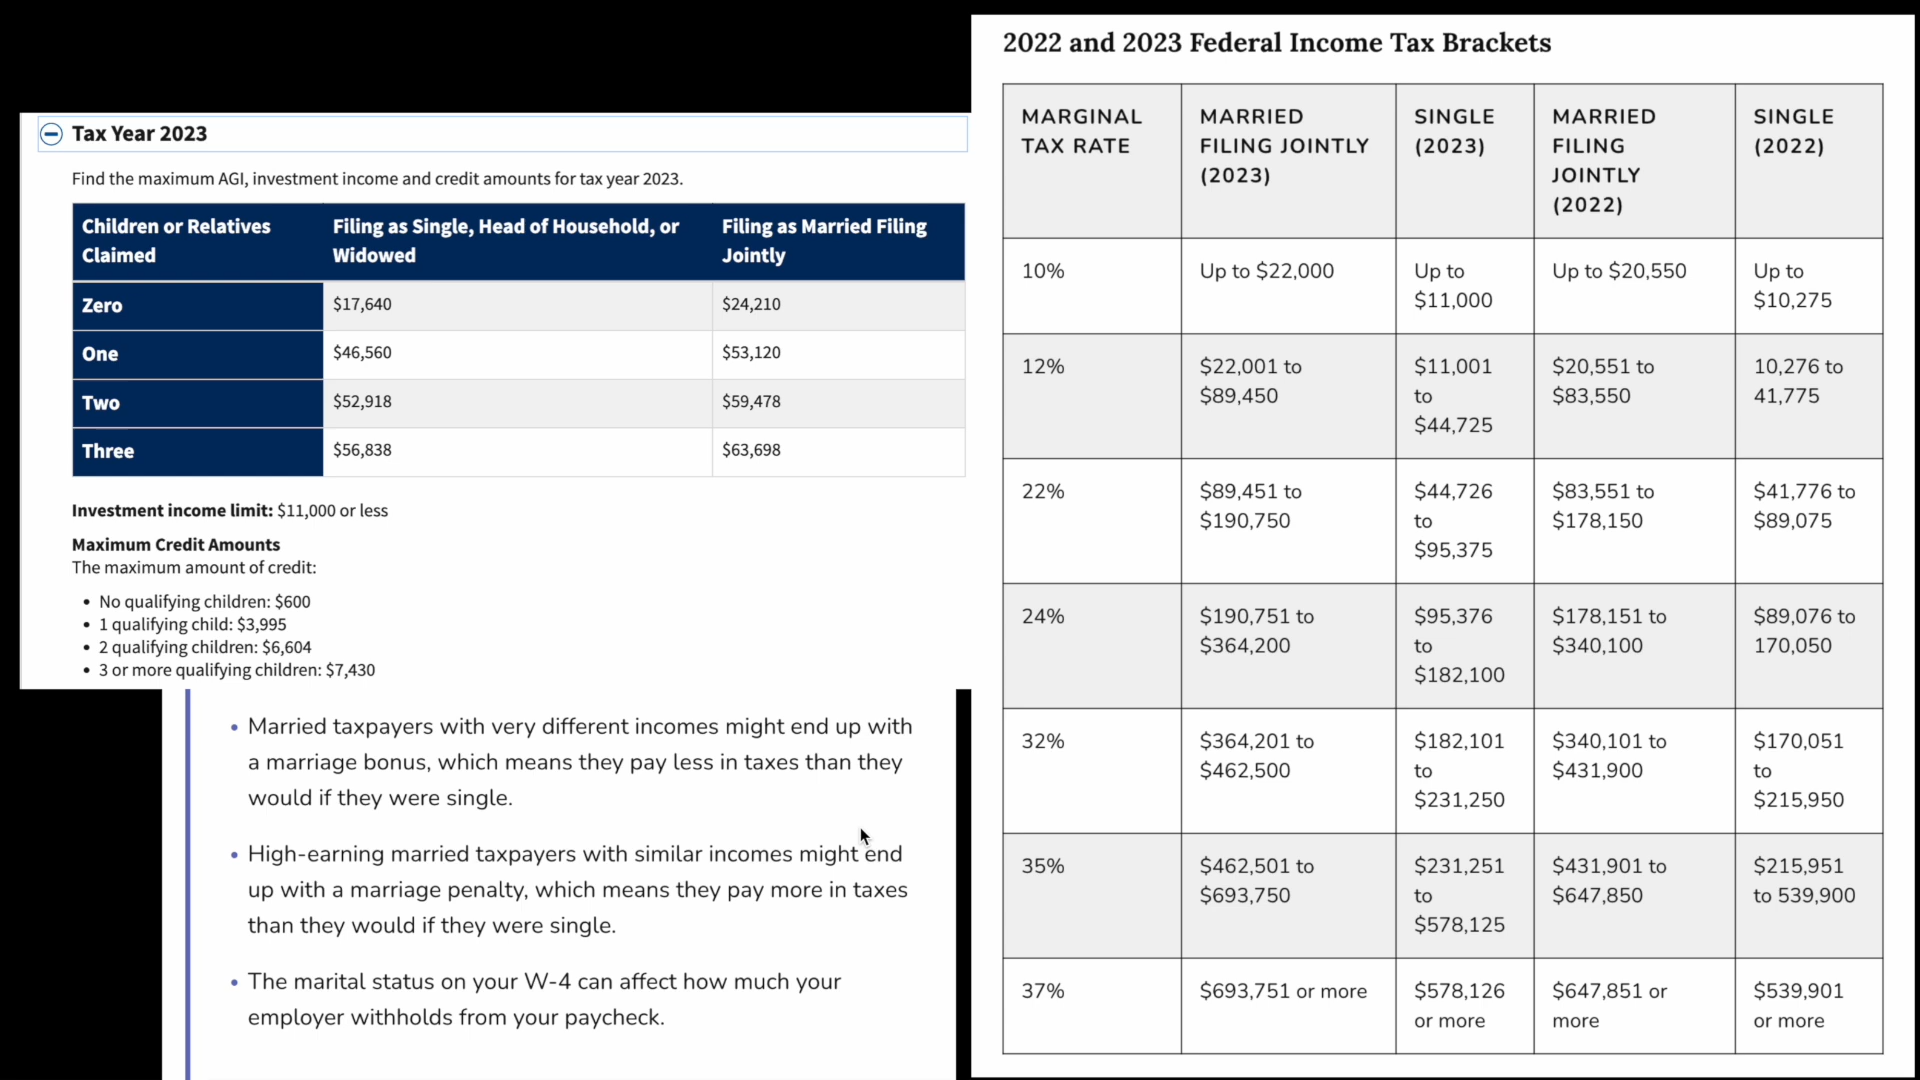 Tax Year 2023
Find the maximum AGI, investment income and credit amounts for tax year 2023.
Children or Relatives Claimed | Filing as Single, Head of Household, or Widowed | Filing as Married Filing Jointly
Zero $17,640 $24,210
One $46,560 $53,120
Two $52,918 $59,478
Three $56,838 $63,698
Investment income limit: $11,000 or less
Maximum Credit Amounts
The maximum amount of credit:
• No qualifying children: $600
• 1 qualifying child: $3,995
• 2 qualifying children: $6,604
• 3 or more qualifying children: $7,430
• Married taxpayers with very different incomes might end up with
a marriage bonus, which means they pay less in taxes than they
would if they were single.
• High-earning married taxpayers with similar incomes might end
up with a marriage penalty, which means they pay more in taxes
than they would if they were single.
• The marital status on your W-4 can affect how much your
employer withholds from your paycheck.
2022 and 2023 Federal Income Tax Brackets
MARGINAL TAX RATE | MARRIED FILING JOINTLY (2023) | SINGLE (2023) | MARRIED FILING JOINTLY (2022) | SINGLE (2022)
10% Up to $22,000 Up to $11,000 Up to $20,550 Up to $10,275
12% $22,001 to $89,450 $11,001 to $44,725 $20,551 to $83,550 10,276 to 41,775
22% $89,451 to $190,750 $44,726 to $95,375 $83,551 to $178,150 $41,776 to $89,075
24% $190,751 to $364,200 $95,376 to $182,100 $178,151 to $340,100 $89,076 to 170,050
32% $364,201 to $462,500 $182,101 to $231,250 $340,101 to $431,900 $170,051 to $215,950
35% $462,501 to $693,750 $231,251 to $578,125 $431,901 to $647,850 $215,951 to 539,900
37% $693,751 or more $578,126 or more $647,851 or more $539,901 or more